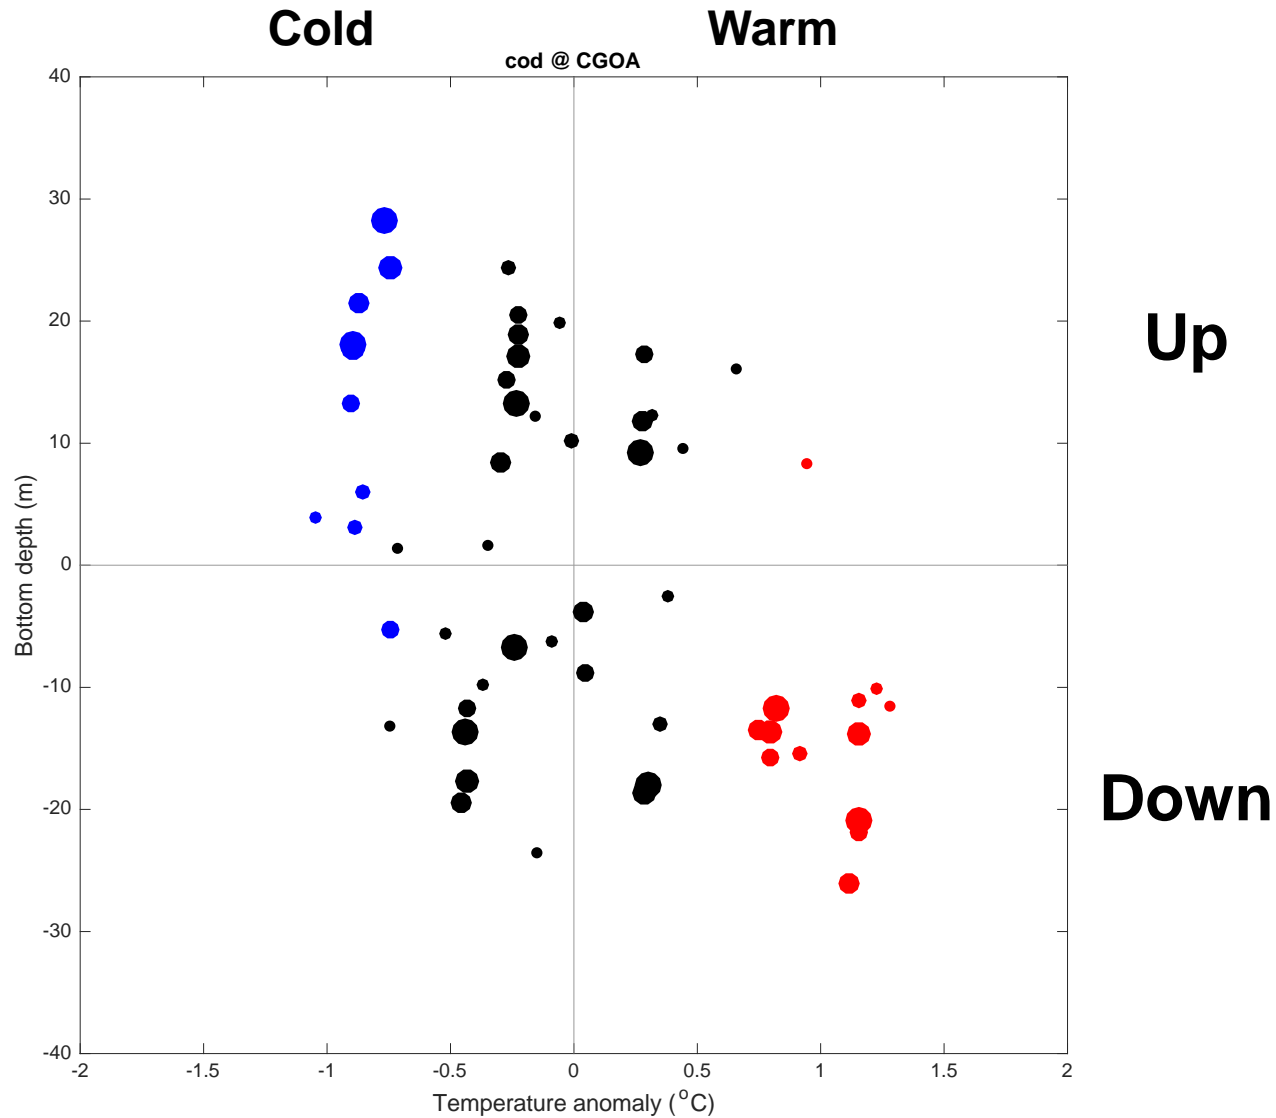 Cold Warm
cod @ CGOA
40
30
20
10
0
-10
-20
-30
-40
Bottom depth (m)
Up
Down
-2 -1.5 -1 -0.5 0 0.5 1 1.5 2
Temperature anomaly (°C)